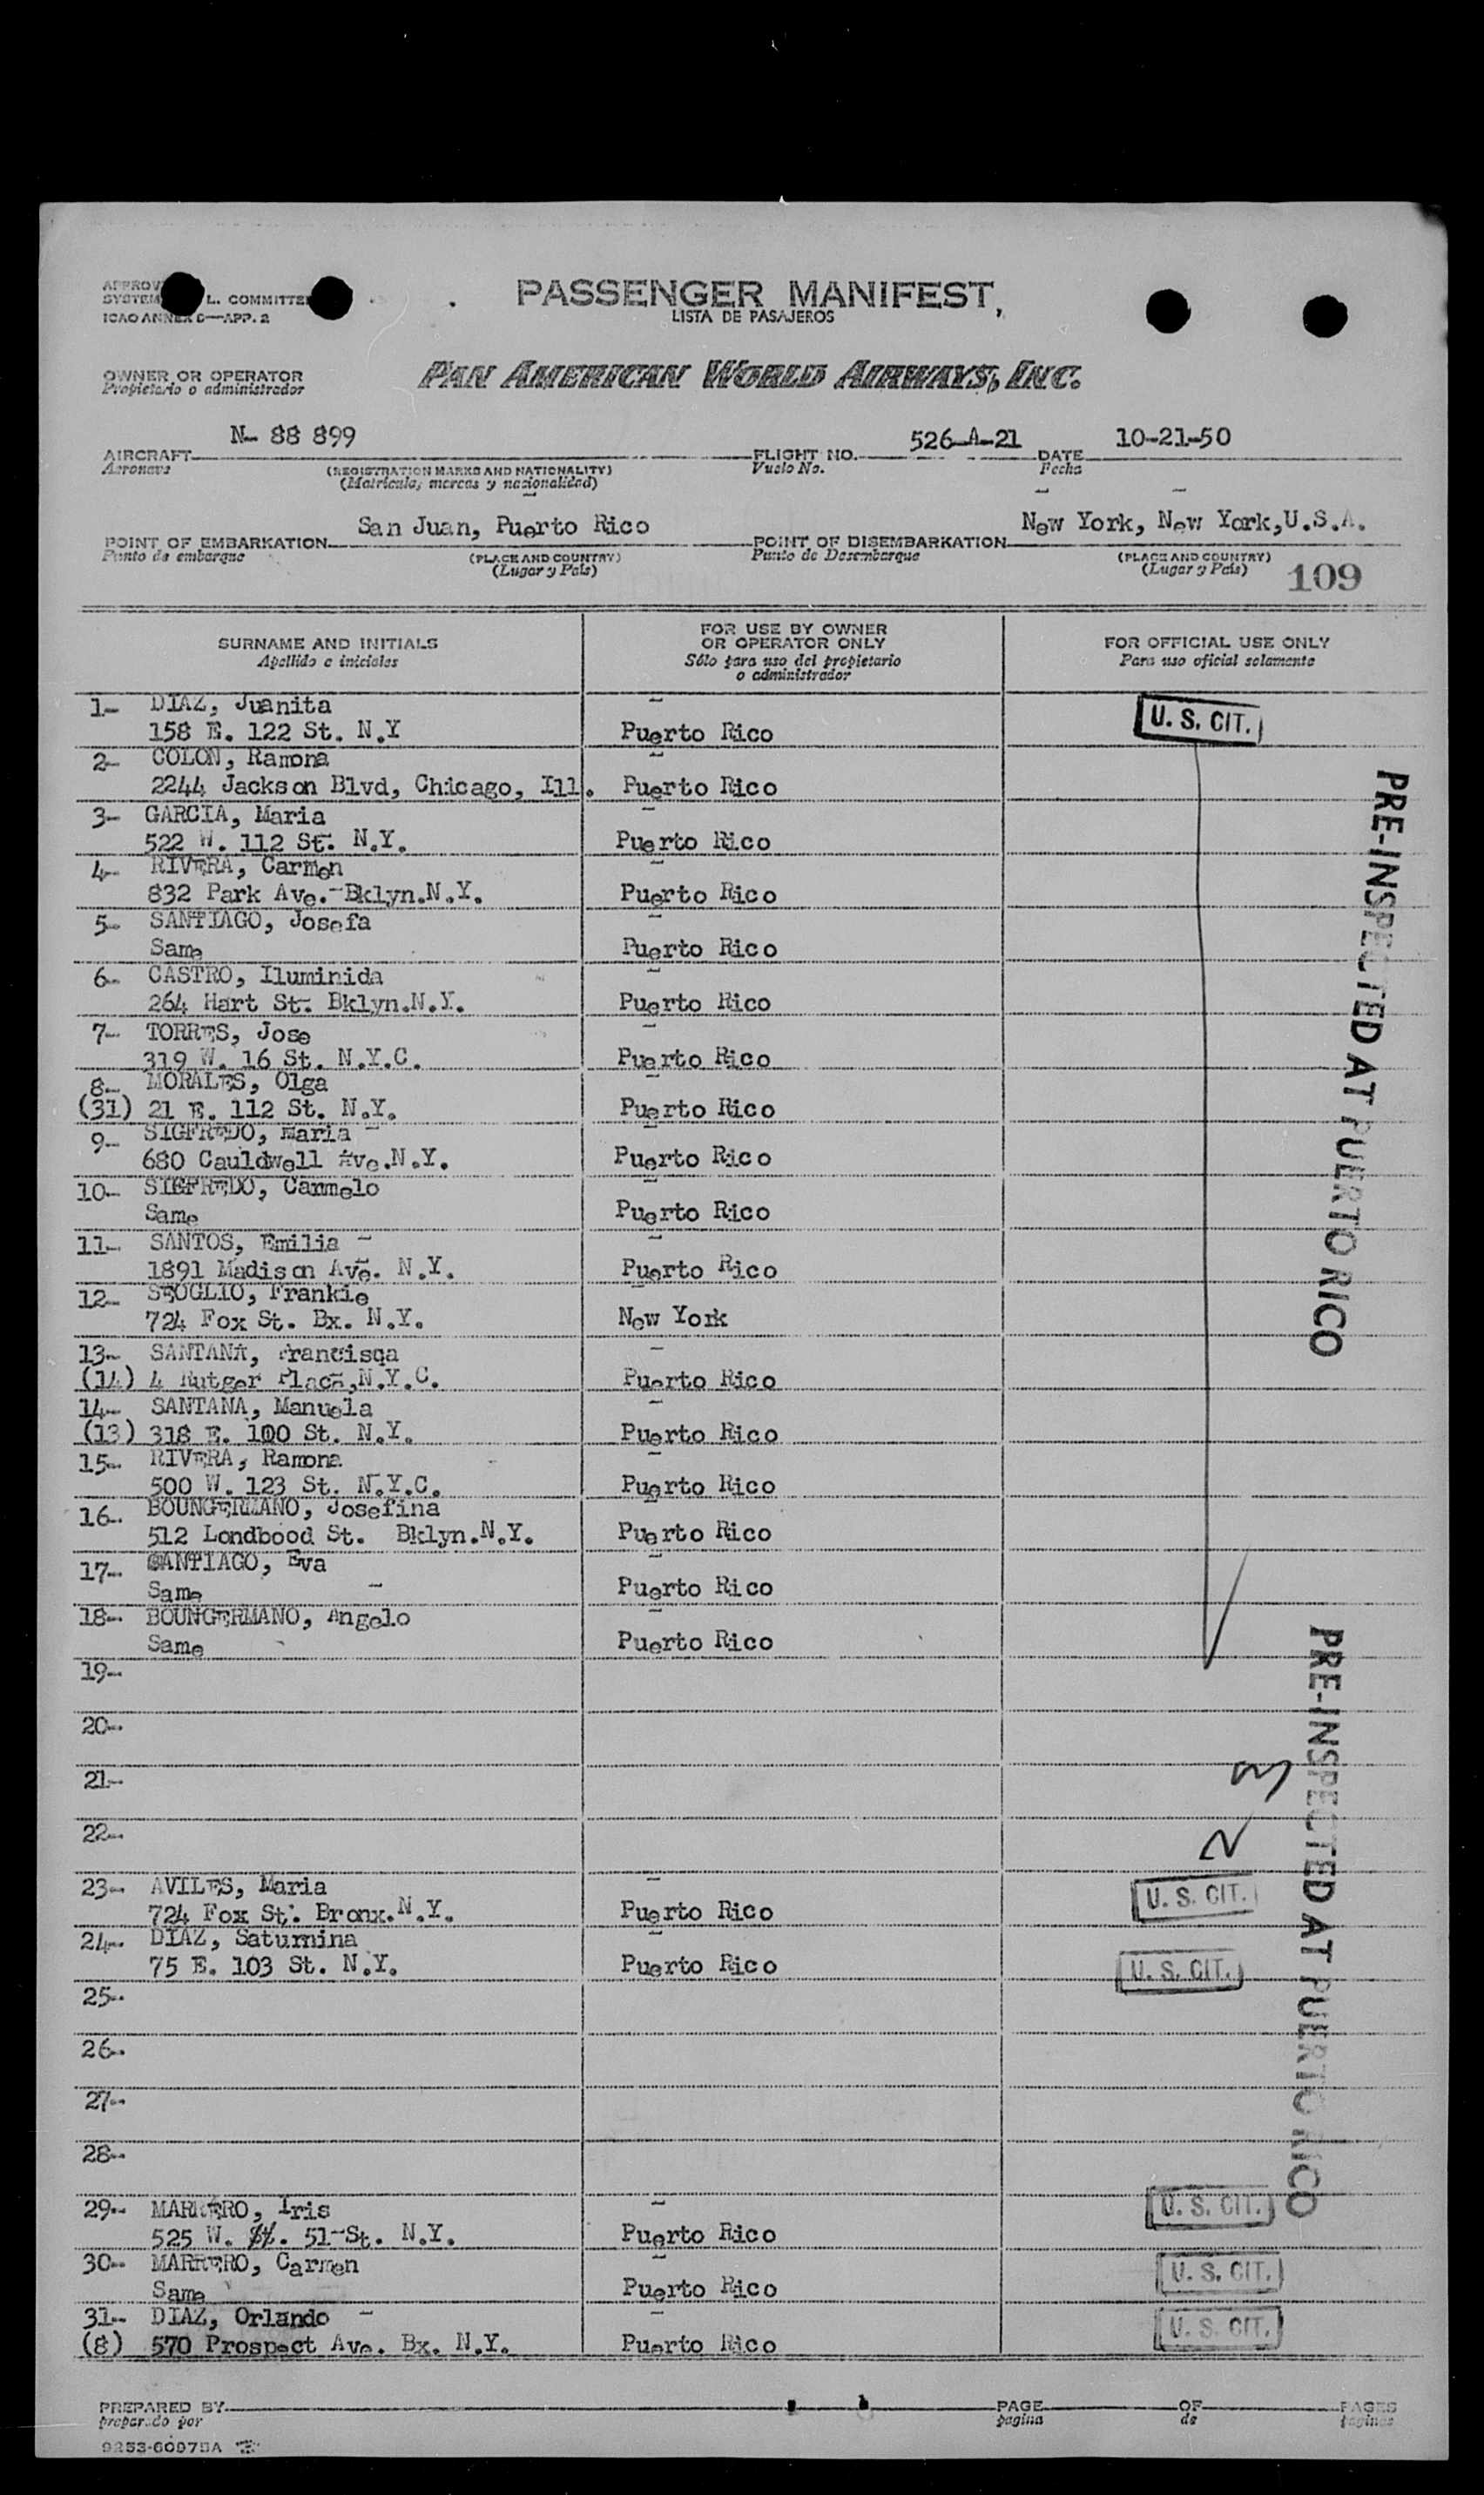 PASSENGER MANIFEST,
LISTA DE PASAJEROS
L. COMMITTEE
ICAO ANNEX 9—APP. 2
OWNER OR OPERATOR
Propietario o administrador
PAN AMERICAN WORLD AIRWAYS, INC.
N- 88 899 526-A-21 10-21-50
AIRCRAFT FLIGHT NO. DATE
Aeronave (REGISTRATION MARKS AND NATIONALITY) Vuelo No. Fecha
(Matricula, marcas y nacionalidad)
San Juan, Puerto Rico New York, New York,U.S.A.
POINT OF EMBARKATION POINT OF DISEMBARKATION
Punto de embarque (PLACE AND COUNTRY) Punto de Desembarque (PLACE AND COUNTRY)
(Lugar y País) (Lugar y País) 109
SURNAME AND INITIALS FOR USE BY OWNER OR OPERATOR ONLY FOR OFFICIAL USE ONLY
Apellido e iniciales Sólo para uso del propietario o administrador Para uso oficial solamente
1- DIAZ, Juanita U. S. CIT.
158 E. 122 St. N.Y Puerto Rico
2- COLON, Ramona
2244 Jackson Blvd, Chicago, Ill. Puerto Rico
3- GARCIA, Maria
522 W. 112 St. N.Y. Puerto Rico
4- RIVERA, Carmen
832 Park Ave. Bklyn.N.Y. Puerto Rico
5- SANTIAGO, Josefa
Same Puerto Rico
6- CASTRO, Iluminida
264 Hart St. Bklyn.N.Y. Puerto Rico
7- TORRES, Jose
319 W. 16 St. N.Y.C. Puerto Rico
8- MORALES, Olga
(31) 21 E. 112 St. N.Y. Puerto Rico
9- SIGFREDO, Maria
680 Cauldwell Ave.N.Y. Puerto Rico
10- SIGFREDO, Carmelo
Same Puerto Rico
11- SANTOS, Emilia
1891 Madison Ave. N.Y. Puerto Rico
12- SEOGLIO, Frankie
724 Fox St. Bx. N.Y. New York
13- SANTANA, Francisqa
(14) 4 Rutger Place,N.Y.C. Puerto Rico
14- SANTANA, Manuela
(13) 318 E. 100 St. N.Y. Puerto Rico
15- RIVERA, Ramona
500 W. 123 St. N.Y.C. Puerto Rico
16- BOUNGERMANO, Josefina
512 Londbood St. Bklyn.N.Y. Puerto Rico
17- SANTIAGO, Eva
Same Puerto Rico
18- BOUNGERMANO, Angelo
Same Puerto Rico
19-
20-
21-
22-
23- AVILES, Maria U. S. CIT.
724 Fox St. Bronx.N.Y. Puerto Rico
24- DIAZ, Saturnina
75 E. 103 St. N.Y. Puerto Rico U. S. CIT.
25-
26-
27-
28-
29- MARRERO, Iris U. S. CIT.
525 W. 51 St. N.Y. Puerto Rico
30- MARRERO, Carmen U. S. CIT.
Same Puerto Rico
31- DIAZ, Orlando U. S. CIT.
(8) 570 Prospect Ave. Bx. N.Y. Puerto Rico
PRE-INSPECTED AT PUERTO RICO
PRE-INSPECTED AT PUERTO RICO
PREPARED BY PAGE OF PAGES
preparado por pagina de paginas